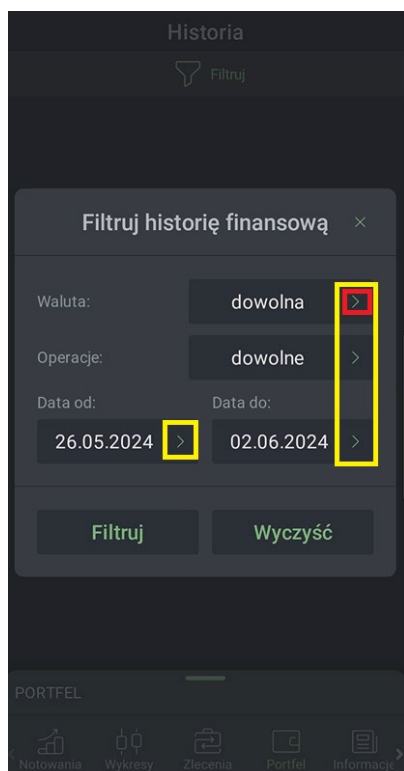 Historia
Filtruj
Filtruj historię finansową
Waluta: dowolna
Operacje: dowolne
Data od: Data do:
26.05.2024 02.06.2024
Filtruj Wyczyść
PORTFEL
Notowania Wykresy Zlecenia Portfel Informacje